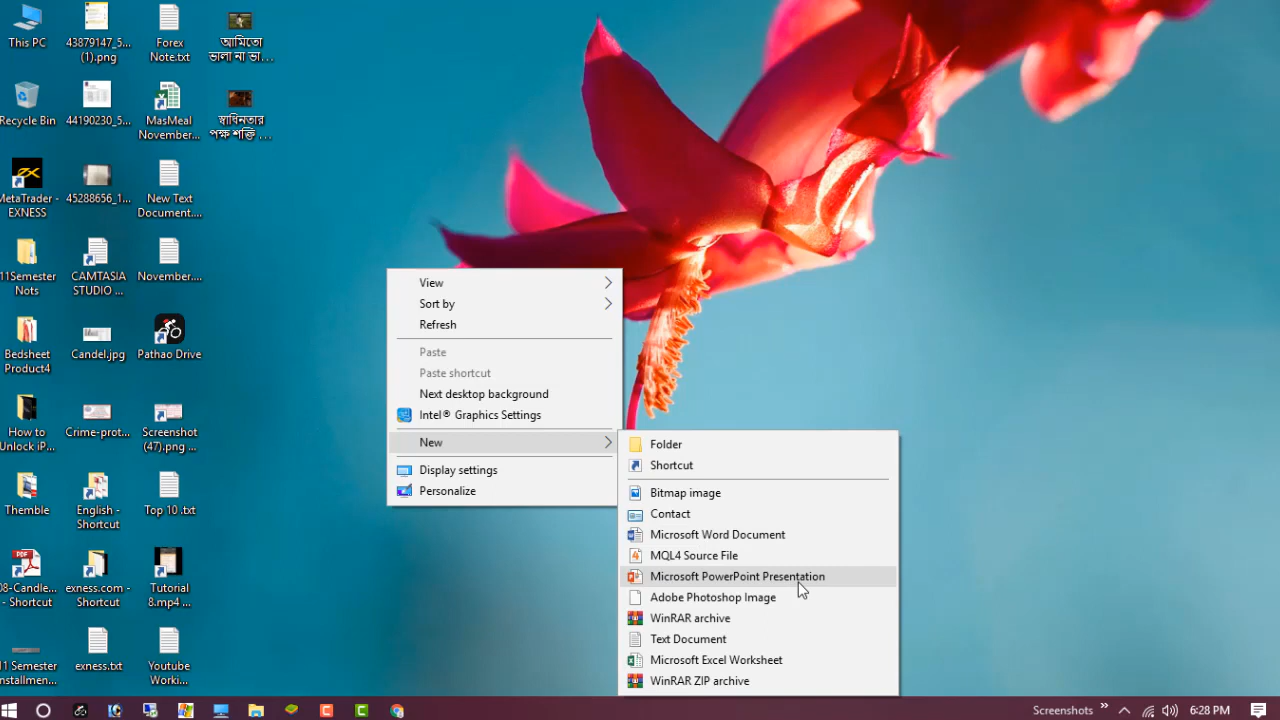 This PC
43879147_5...
(1).png
Forex
Note.txt
আমিতো
ভালা না ভা...
Recycle Bin
44190230_5...
MasMeal
November...
স্বাধিনতার
পক্ষ শক্তি ...
MetaTrader -
EXNESS
45288656_1...
New Text
Document....
11Semester
Nots
CAMTASIA
STUDIO ...
November....
Bedsheet
Product4
Candel.jpg
Pathao Drive
How to
Unlock iP...
Crime-prot...
Screenshot
(47).png ...
Themble
English -
Shortcut
Top 10 .txt
PDF
08-Candle...
- Shortcut
exness.com -
Shortcut
Tutorial
8.mp4 ...
11 Semester
Installmen...
exness.txt
Youtube
Worki...
View
Sort by
Refresh
Paste
Paste shortcut
Next desktop background
Intel® Graphics Settings
New
Display settings
Personalize
Folder
Shortcut
Bitmap image
Contact
Microsoft Word Document
MQL4 Source File
Microsoft PowerPoint Presentation
Adobe Photoshop Image
WinRAR archive
Text Document
Microsoft Excel Worksheet
WinRAR ZIP archive
Screenshots
6:28 PM